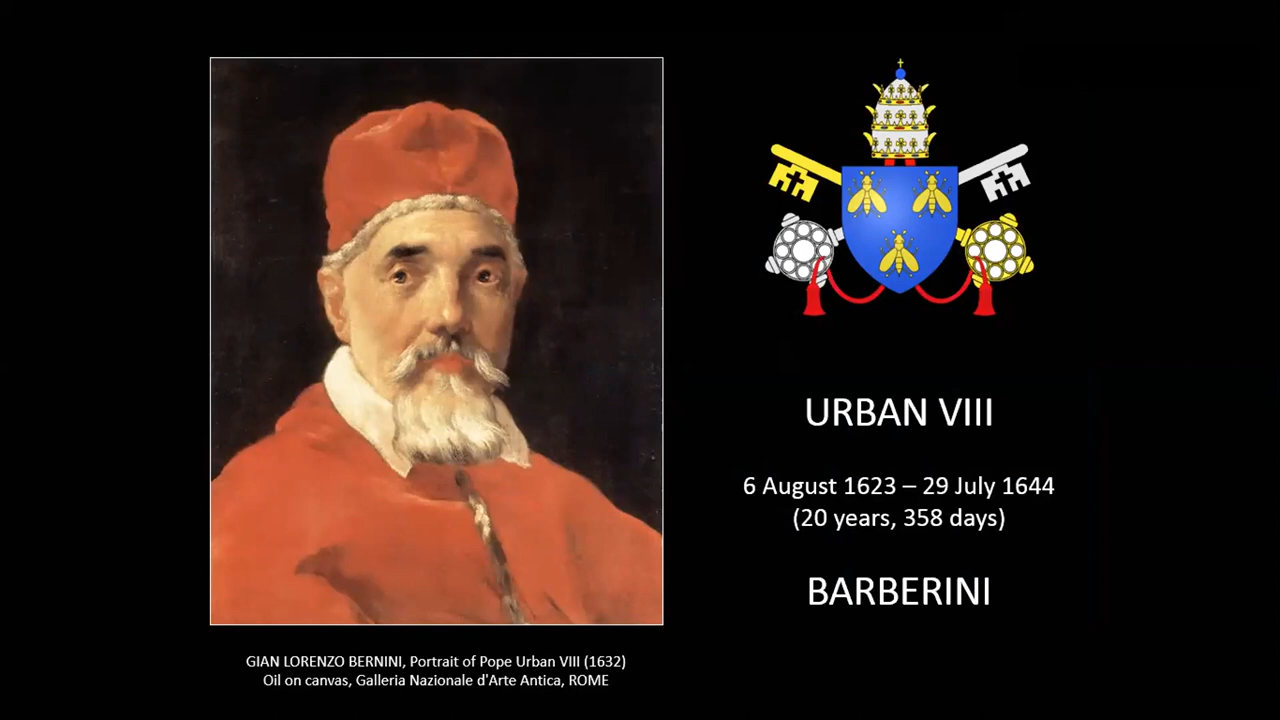 URBAN VIII
6 August 1623 – 29 July 1644
(20 years, 358 days)
BARBERINI
GIAN LORENZO BERNINI, Portrait of Pope Urban VIII (1632)
Oil on canvas, Galleria Nazionale d'Arte Antica, ROME